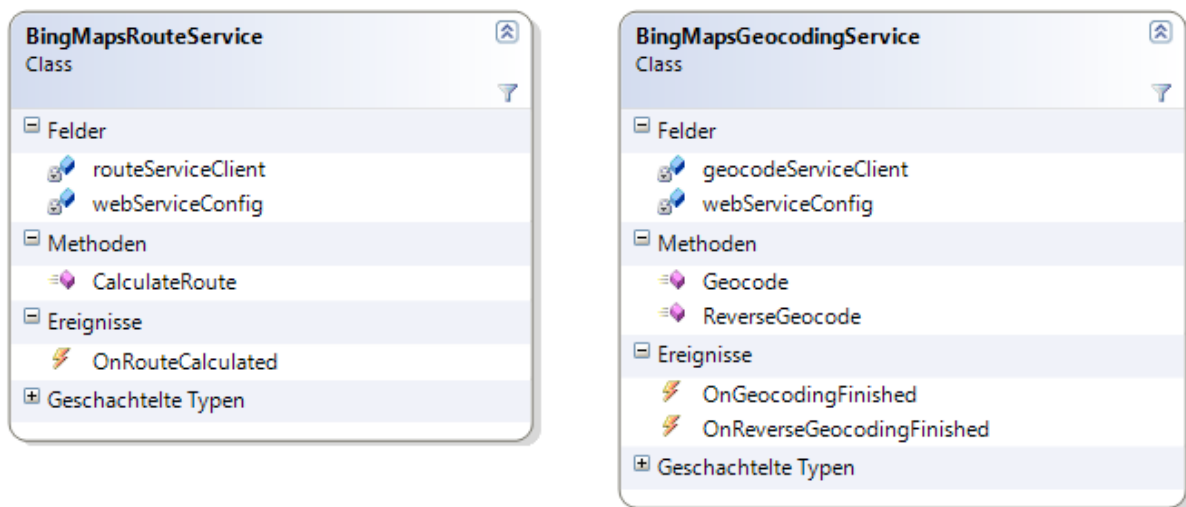 BingMapsRouteService
Class
Felder
routeServiceClient
webServiceConfig
Methoden
CalculateRoute
Ereignisse
OnRouteCalculated
Geschachtelte Typen
BingMapsGeocodingService
Class
Felder
geocodeServiceClient
webServiceConfig
Methoden
Geocode
ReverseGeocode
Ereignisse
OnGeocodingFinished
OnReverseGeocodingFinished
Geschachtelte Typen